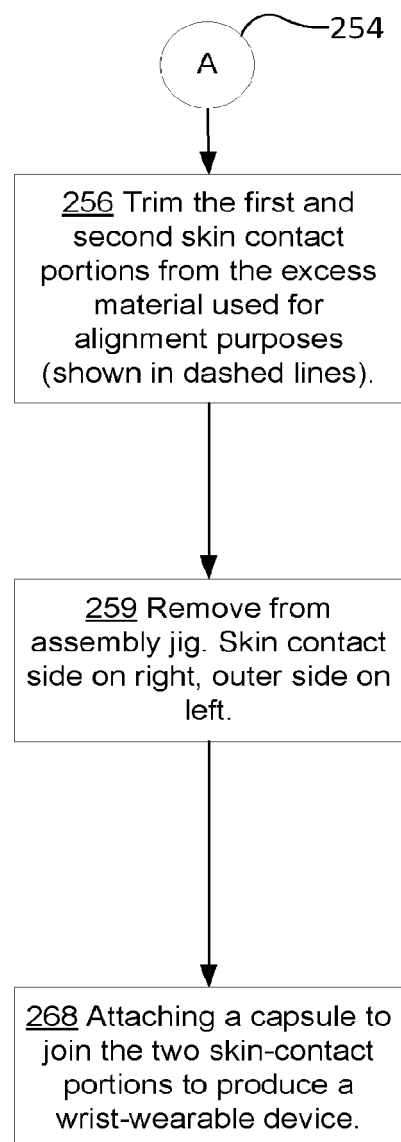 254
A
256 Trim the first and
second skin contact
portions from the excess
material used for
alignment purposes
(shown in dashed lines).
259 Remove from
assembly jig. Skin contact
side on right, outer side on
left.
268 Attaching a capsule to
join the two skin-contact
portions to produce a
wrist-wearable device.